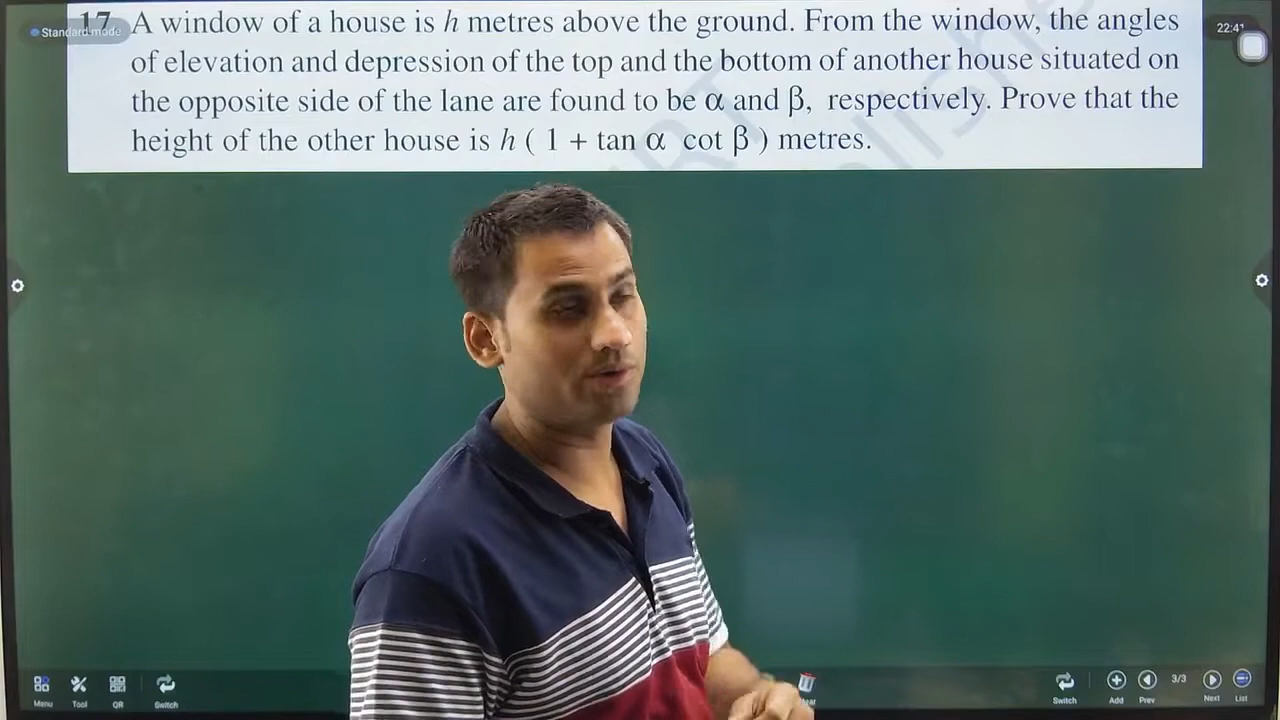 17. A window of a house is h metres above the ground. From the window, the angles
of elevation and depression of the top and the bottom of another house situated on
the opposite side of the lane are found to be α and β, respectively. Prove that the
height of the other house is h ( 1 + tan α cot β ) metres.
Standard mode
22:41
Menu Tool QR Switch
Switch Add Prev 3/3 Next List